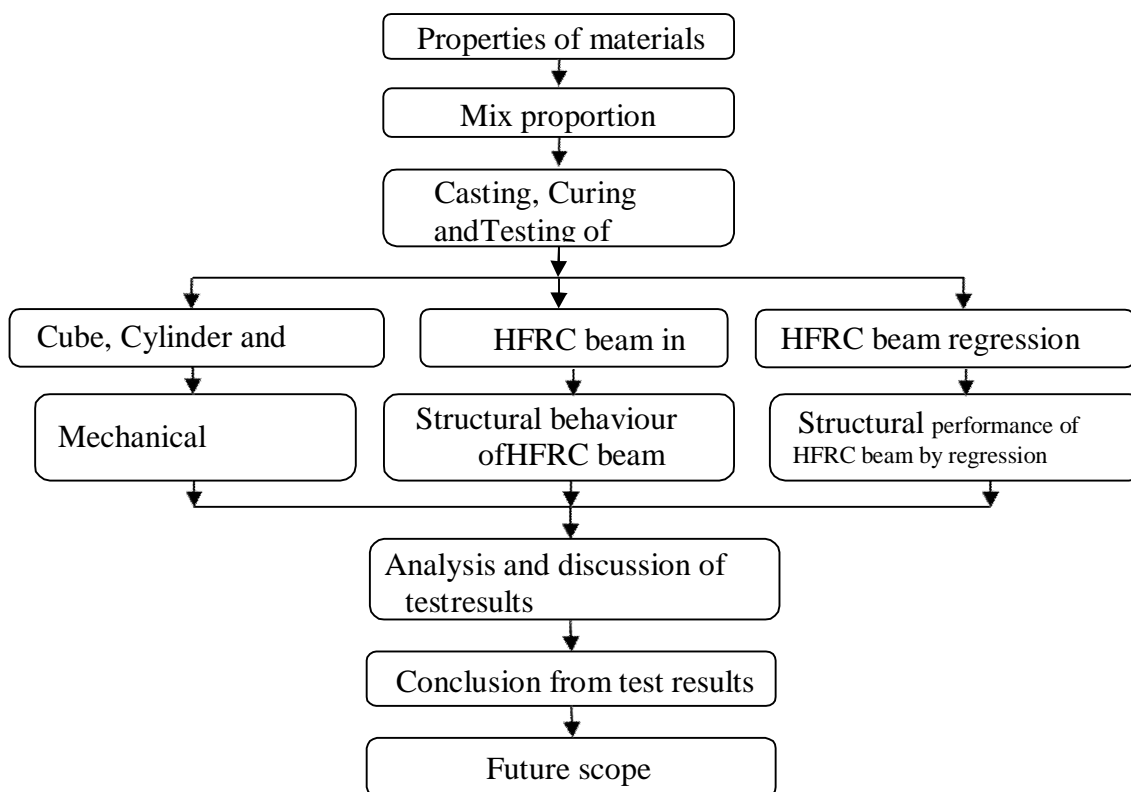 Properties of materials
Mix proportion
Casting, Curing
andTesting of
Cube, Cylinder and
HFRC beam in
HFRC beam regression
Mechanical
Structural behaviour
ofHFRC beam
Structural performance of
HFRC beam by regression
Analysis and discussion of
testresults
Conclusion from test results
Future scope